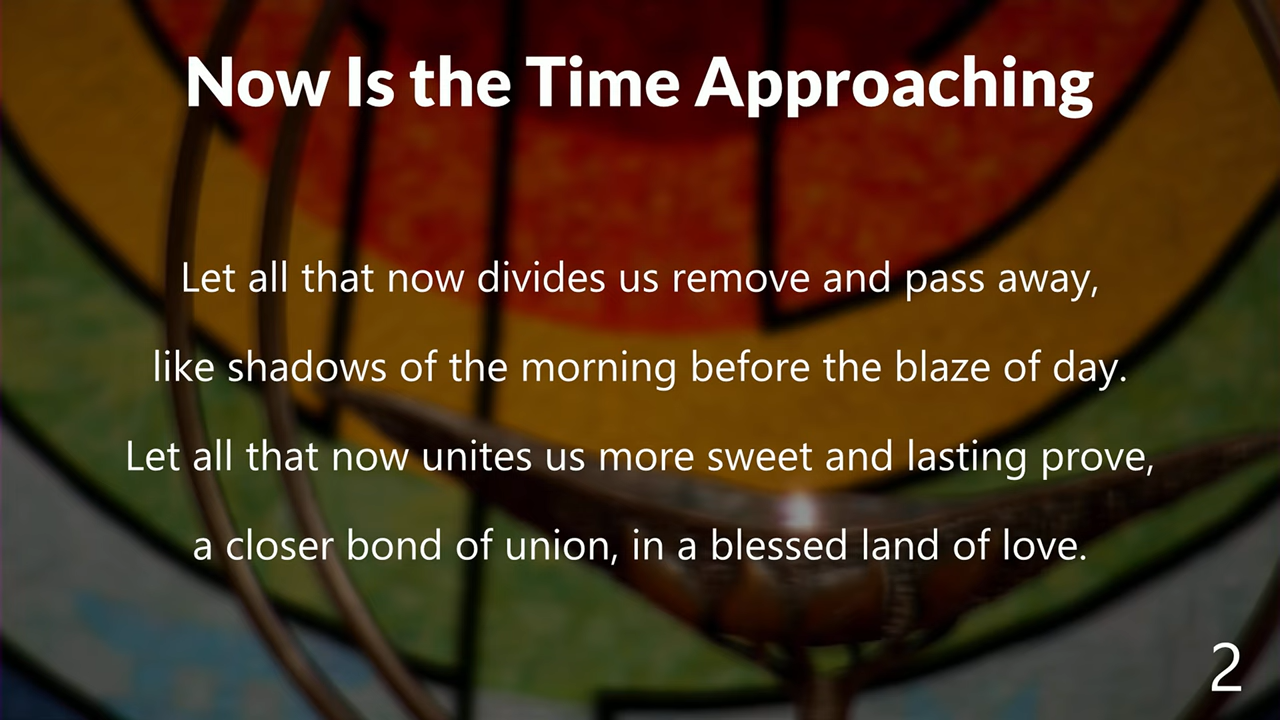 Now Is the Time Approaching
Let all that now divides us remove and pass away,
like shadows of the morning before the blaze of day.
Let all that now unites us more sweet and lasting prove,
a closer bond of union, in a blessed land of love.
2